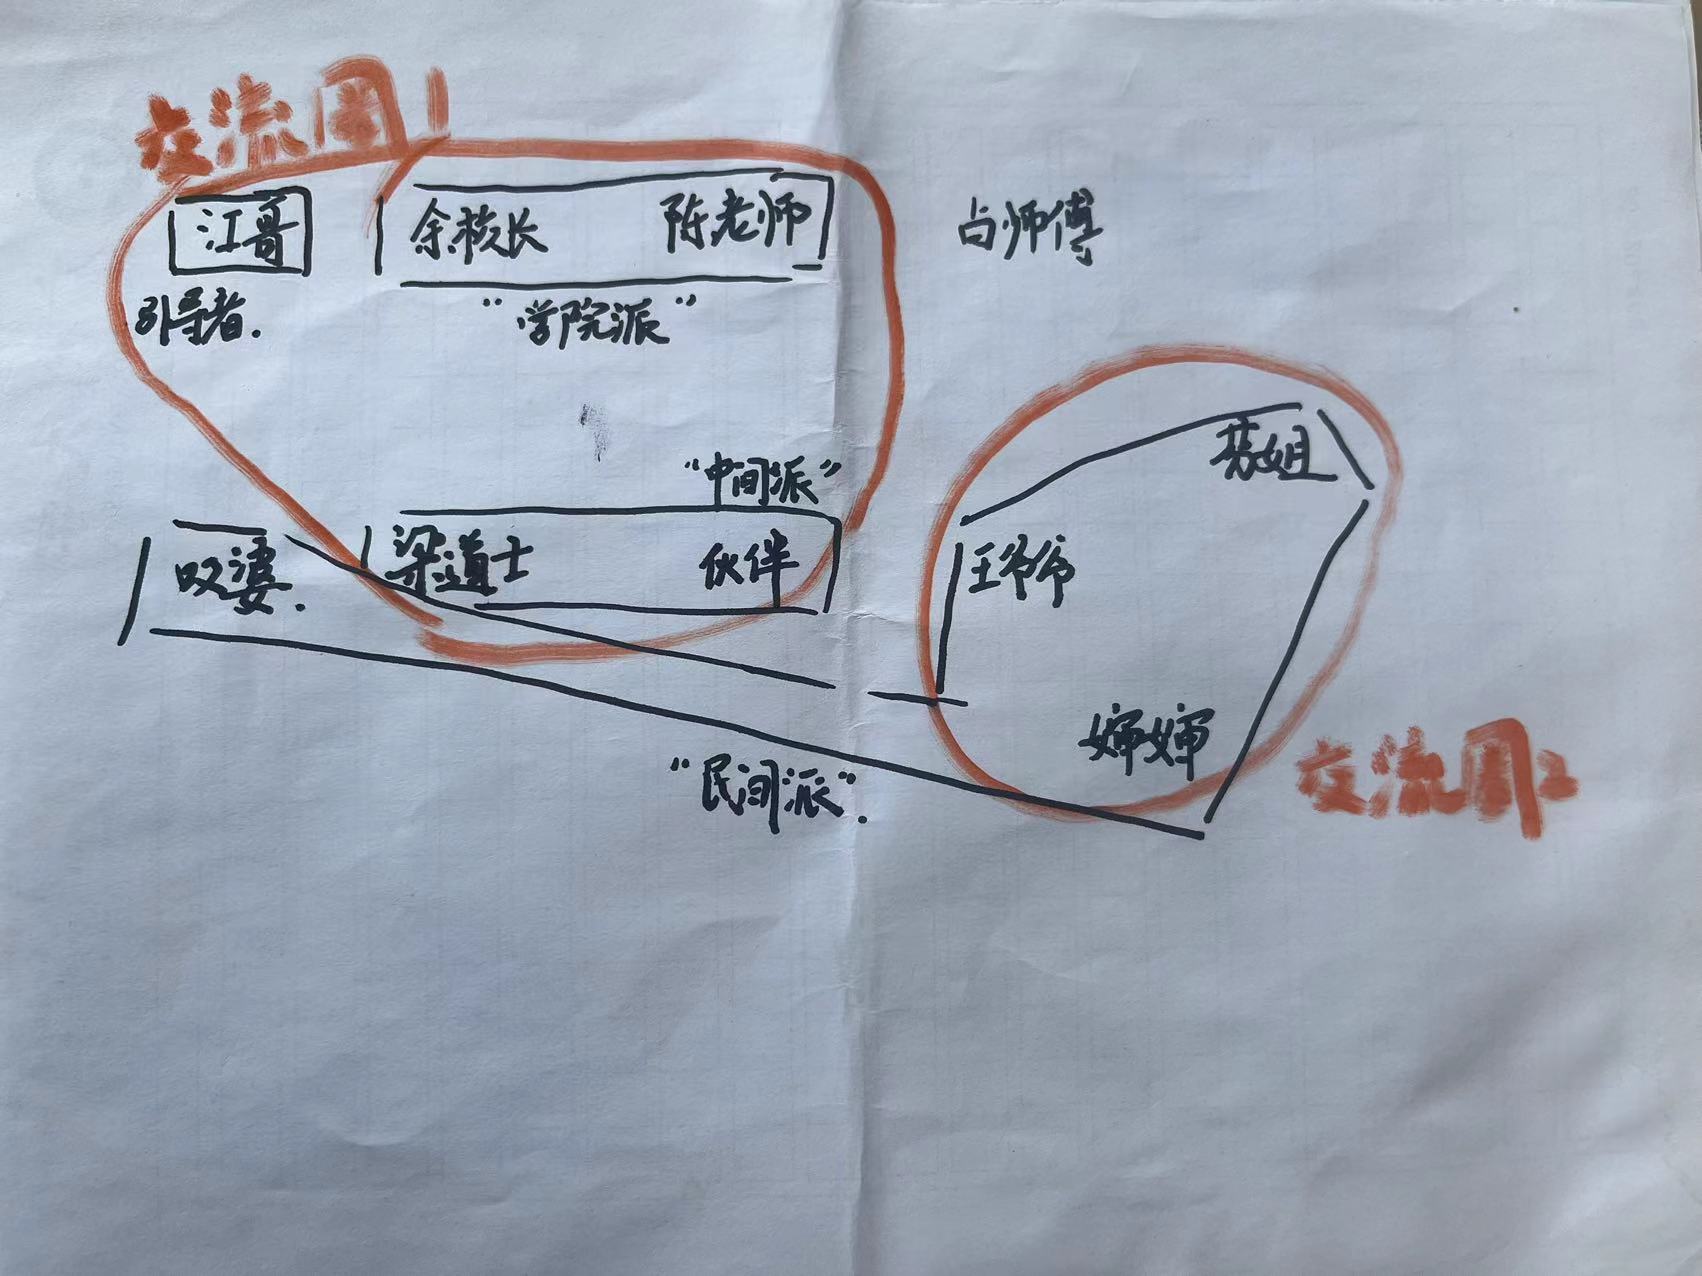 交流圈1
江哥 余校长 陈老师 占师傅
引导者.
"学院派"
"中间派"
芬姐
叹婆. 梁道士 伙伴 王爷爷
婶婶
"民间派".
交流圈2